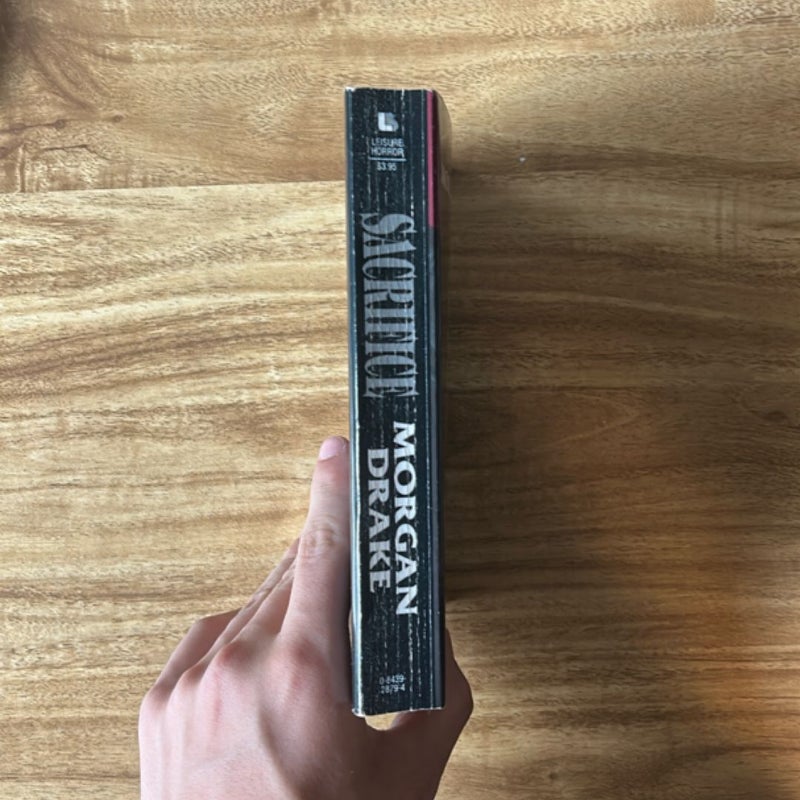 LEISURE
HORROR
$3.95
SACRIFICE
MORGAN
DRAKE
0-8439-
2879-4